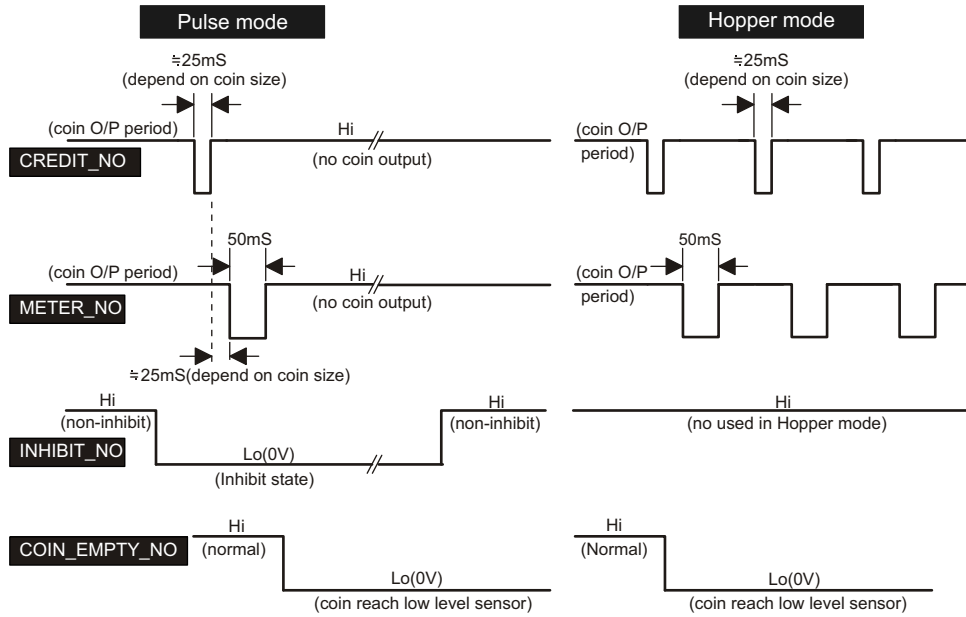 Pulse mode
Hopper mode
≒25mS
(depend on coin size)
≒25mS
(depend on coin size)
(coin O/P period)
Hi
(no coin output)
(coin O/P
period)
CREDIT_NO
50mS
50mS
(coin O/P period)
Hi
(no coin output)
(coin O/P
period)
METER_NO
≒25mS(depend on coin size)
Hi
(non-inhibit)
Hi
(non-inhibit)
Hi
(no used in Hopper mode)
INHIBIT_NO
Lo(0V)
(Inhibit state)
Hi
(normal)
Hi
(Normal)
COIN_EMPTY_NO
Lo(0V)
(coin reach low level sensor)
Lo(0V)
(coin reach low level sensor)